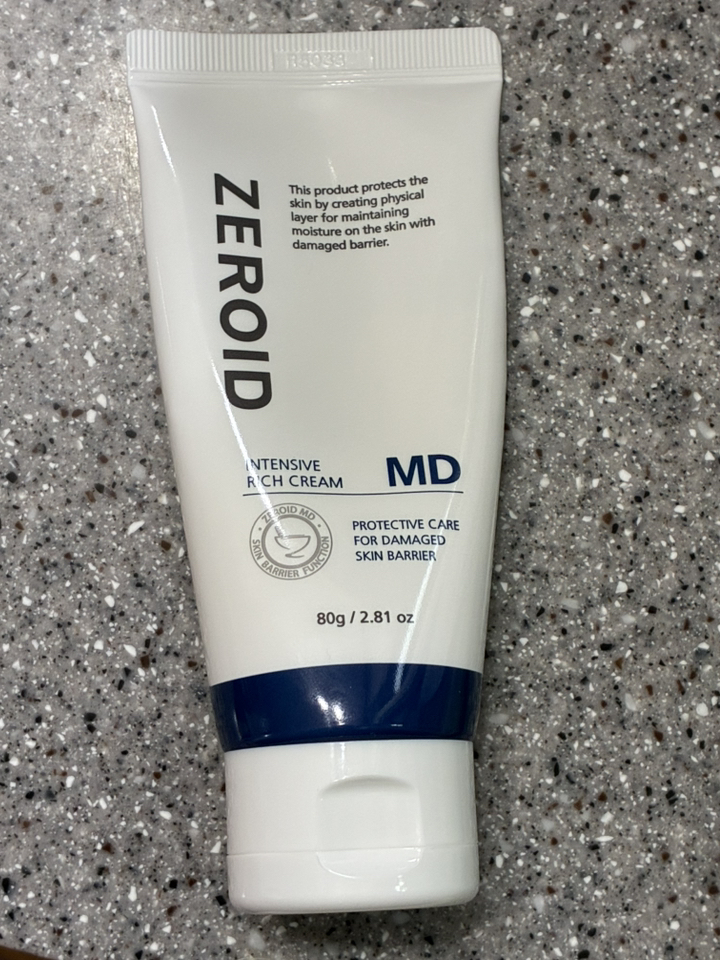 ZEROID
This product protects the
skin by creating physical
layer for maintaining
moisture on the skin with
damaged barrier.
INTENSIVE
RICH CREAM
MD
ZEROID MD
SKIN BARRIER FUNCTION
PROTECTIVE CARE
FOR DAMAGED
SKIN BARRIER
80g / 2.81 oz